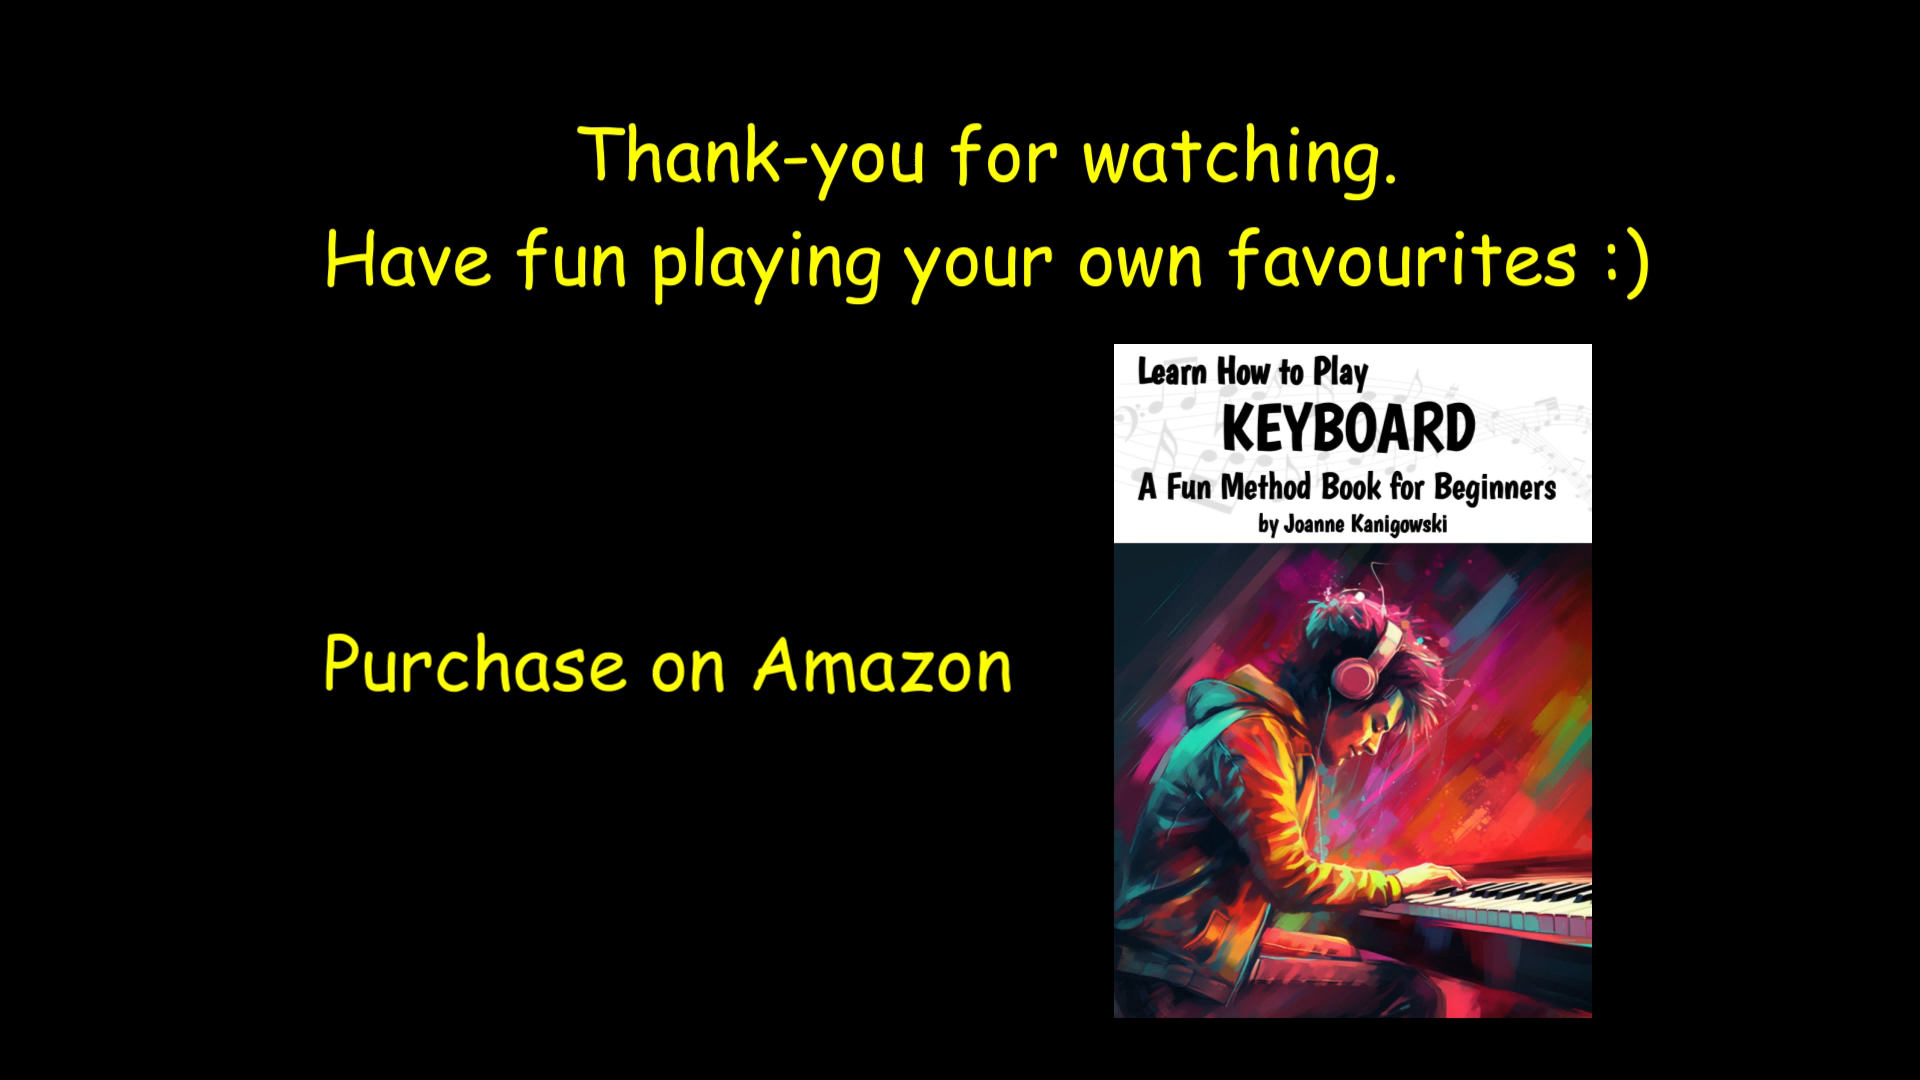 Thank-you for watching.
Have fun playing your own favourites :)
Learn How to Play
KEYBOARD
A Fun Method Book for Beginners
by Joanne Kanigowski
Purchase on Amazon